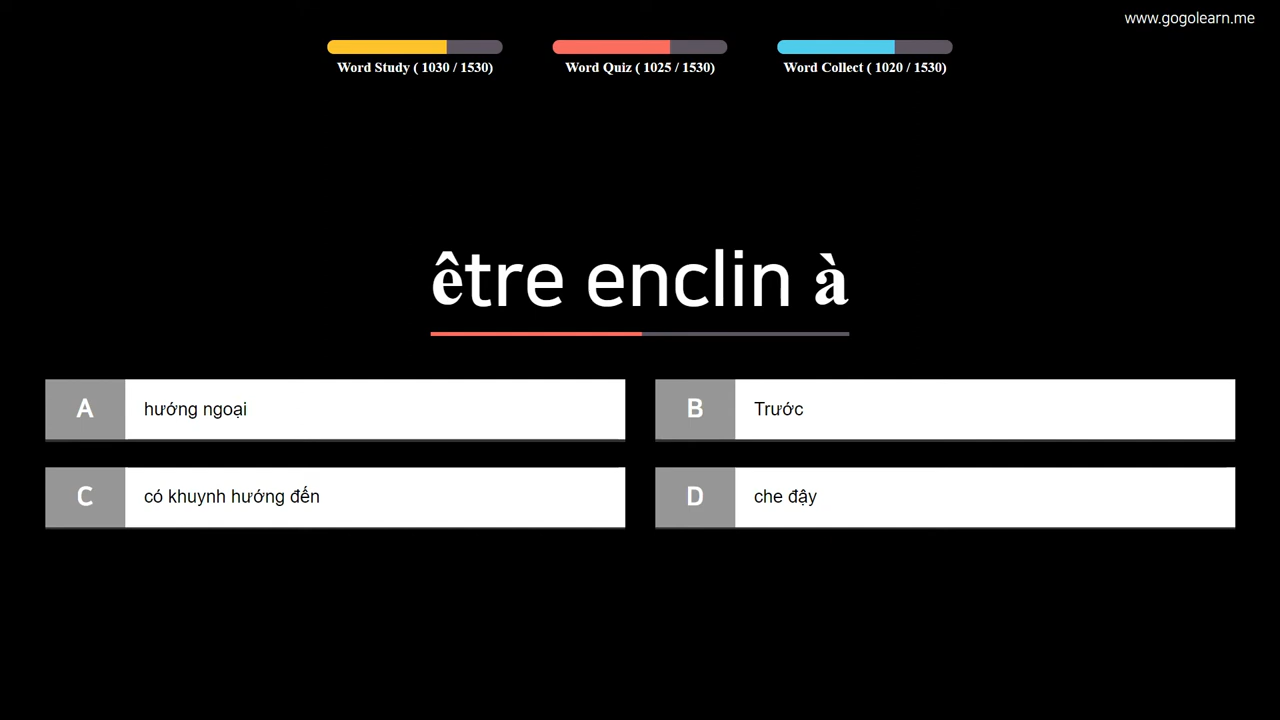 www.gogolearn.me
Word Study ( 1030 / 1530)
Word Quiz ( 1025 / 1530)
Word Collect ( 1020 / 1530)
être enclin à
A hướng ngoại
B Trước
C có khuynh hướng đến
D che đậy